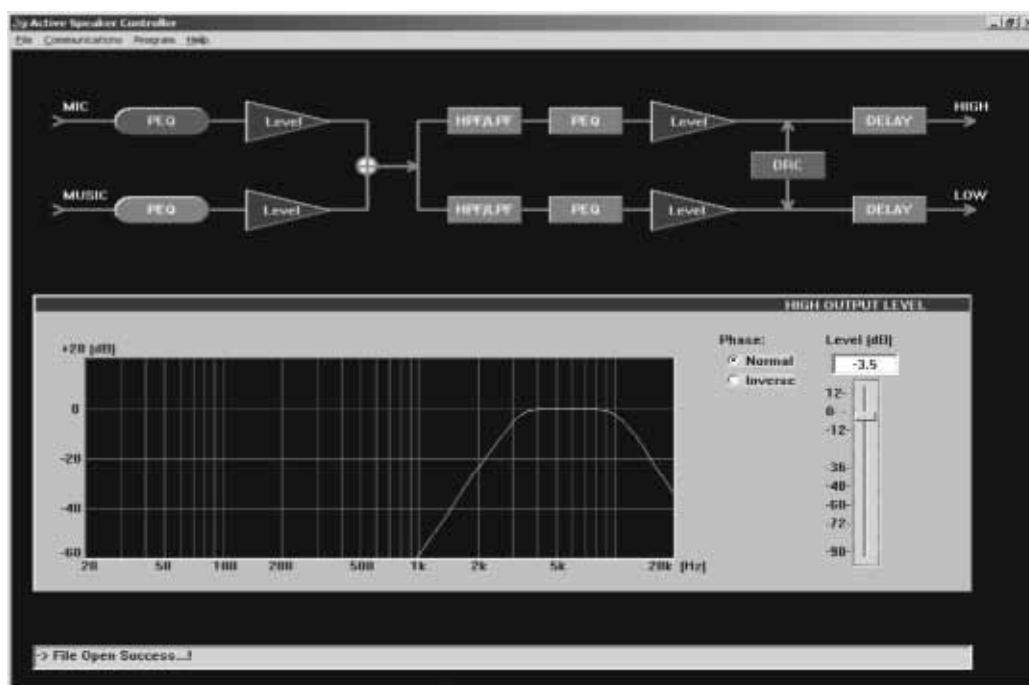 Active Speaker Controller
File Communications Program Help
MIC PEQ Level HPF/LPF PEQ Level DELAY HIGH
DRC
MUSIC PEQ Level HPF/LPF PEQ Level DELAY LOW
HIGH OUTPUT LEVEL
Phase: Level [dB]
+20 [dB]
Normal -3.5
Inverse
12-
0 0 -
-12-
-20
-36-
-40 -48-
-60-
-72-
-60 -90-
20 50 100 200 500 1k 2k 5k 20k [Hz]
-> File Open Success...!